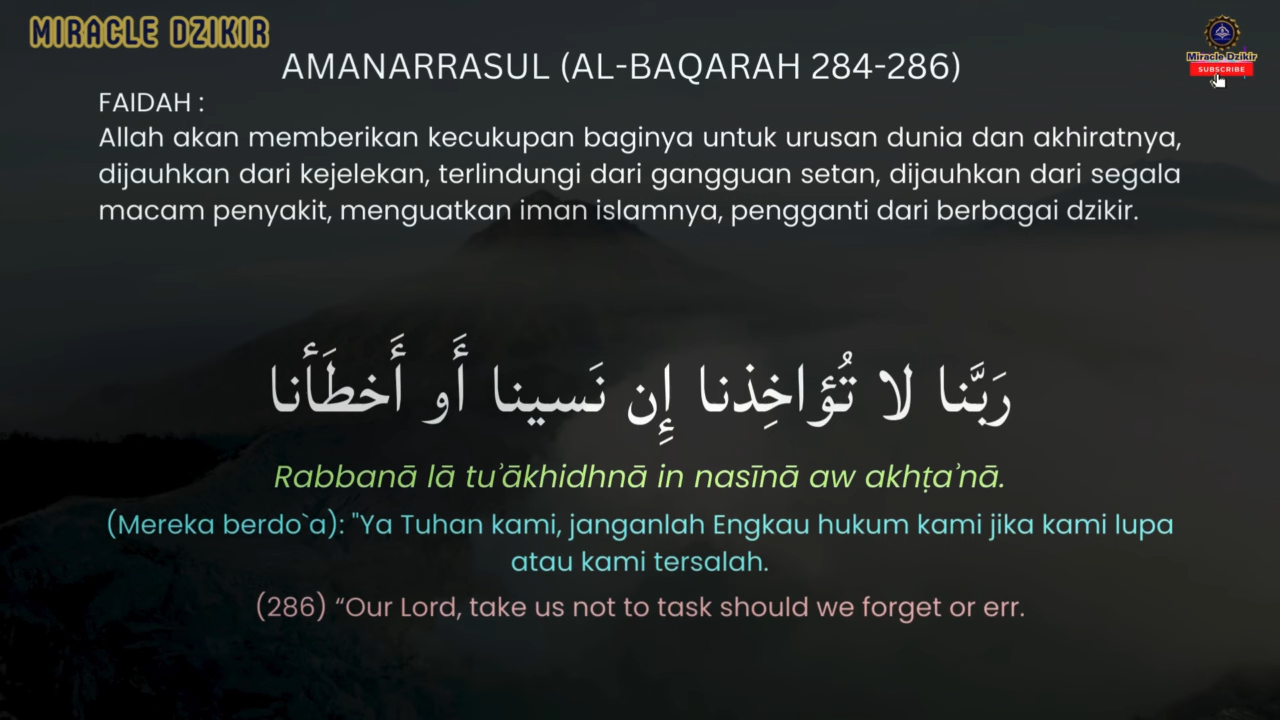 MIRACLE DZIKIR
Miracle Dzikir
SUBSCRIBE
AMANARRASUL (AL-BAQARAH 284-286)
FAIDAH :
Allah akan memberikan kecukupan baginya untuk urusan dunia dan akhiratnya,
dijauhkan dari kejelekan, terlindungi dari gangguan setan, dijauhkan dari segala
macam penyakit, menguatkan iman islamnya, pengganti dari berbagai dzikir.
رَبَّنا لا تُؤاخِذنا إِن نَسينا أَو أَخطَأنا
Rabbanā lā tuʾākhidhnā in nasīnā aw akhṭaʾnā.
(Mereka berdo`a): "Ya Tuhan kami, janganlah Engkau hukum kami jika kami lupa
atau kami tersalah.
(286) “Our Lord, take us not to task should we forget or err.